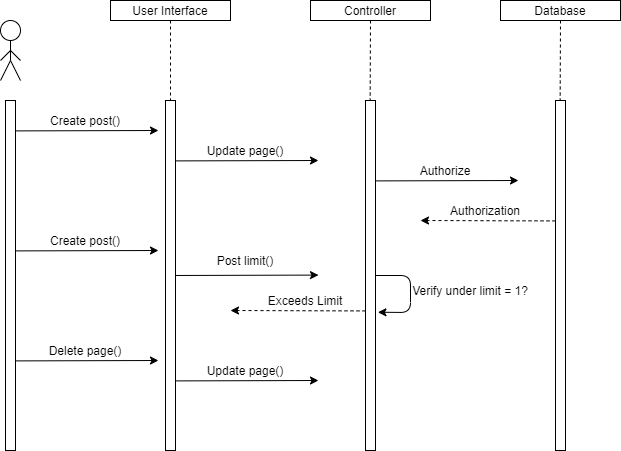 User Interface
Controller
Database
Create post()
Update page()
Authorize
Authorization
Create post()
Post limit()
Verify under limit = 1?
Exceeds Limit
Delete page()
Update page()